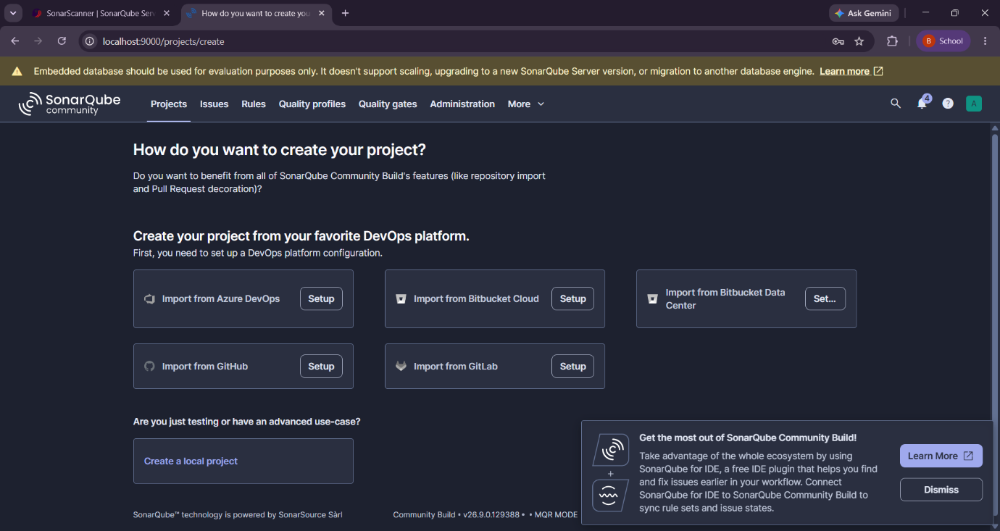 SonarScanner | SonarQube Serv
How do you want to create you
Ask Gemini
localhost:9000/projects/create
B School
Embedded database should be used for evaluation purposes only. It doesn't support scaling, upgrading to a new SonarQube Server version, or migration to another database engine. Learn more
SonarQube
community
Projects Issues Rules Quality profiles Quality gates Administration More
4
?
A
How do you want to create your project?
Do you want to benefit from all of SonarQube Community Build's features (like repository import
and Pull Request decoration)?
Create your project from your favorite DevOps platform.
First, you need to set up a DevOps platform configuration.
Import from Azure DevOps Setup
Import from Bitbucket Cloud Setup
Import from Bitbucket Data
Center
Set...
Import from GitHub Setup
Import from GitLab Setup
Are you just testing or have an advanced use-case?
Create a local project
Get the most out of SonarQube Community Build!
Take advantage of the whole ecosystem by using
SonarQube for IDE, a free IDE plugin that helps you find
and fix issues earlier in your workflow. Connect
SonarQube for IDE to SonarQube Community Build to
sync rule sets and issue states.
Learn More
Dismiss
SonarQube™ technology is powered by SonarSource Sàrl
Community Build • v26.9.0.129388 • • MQR MODE